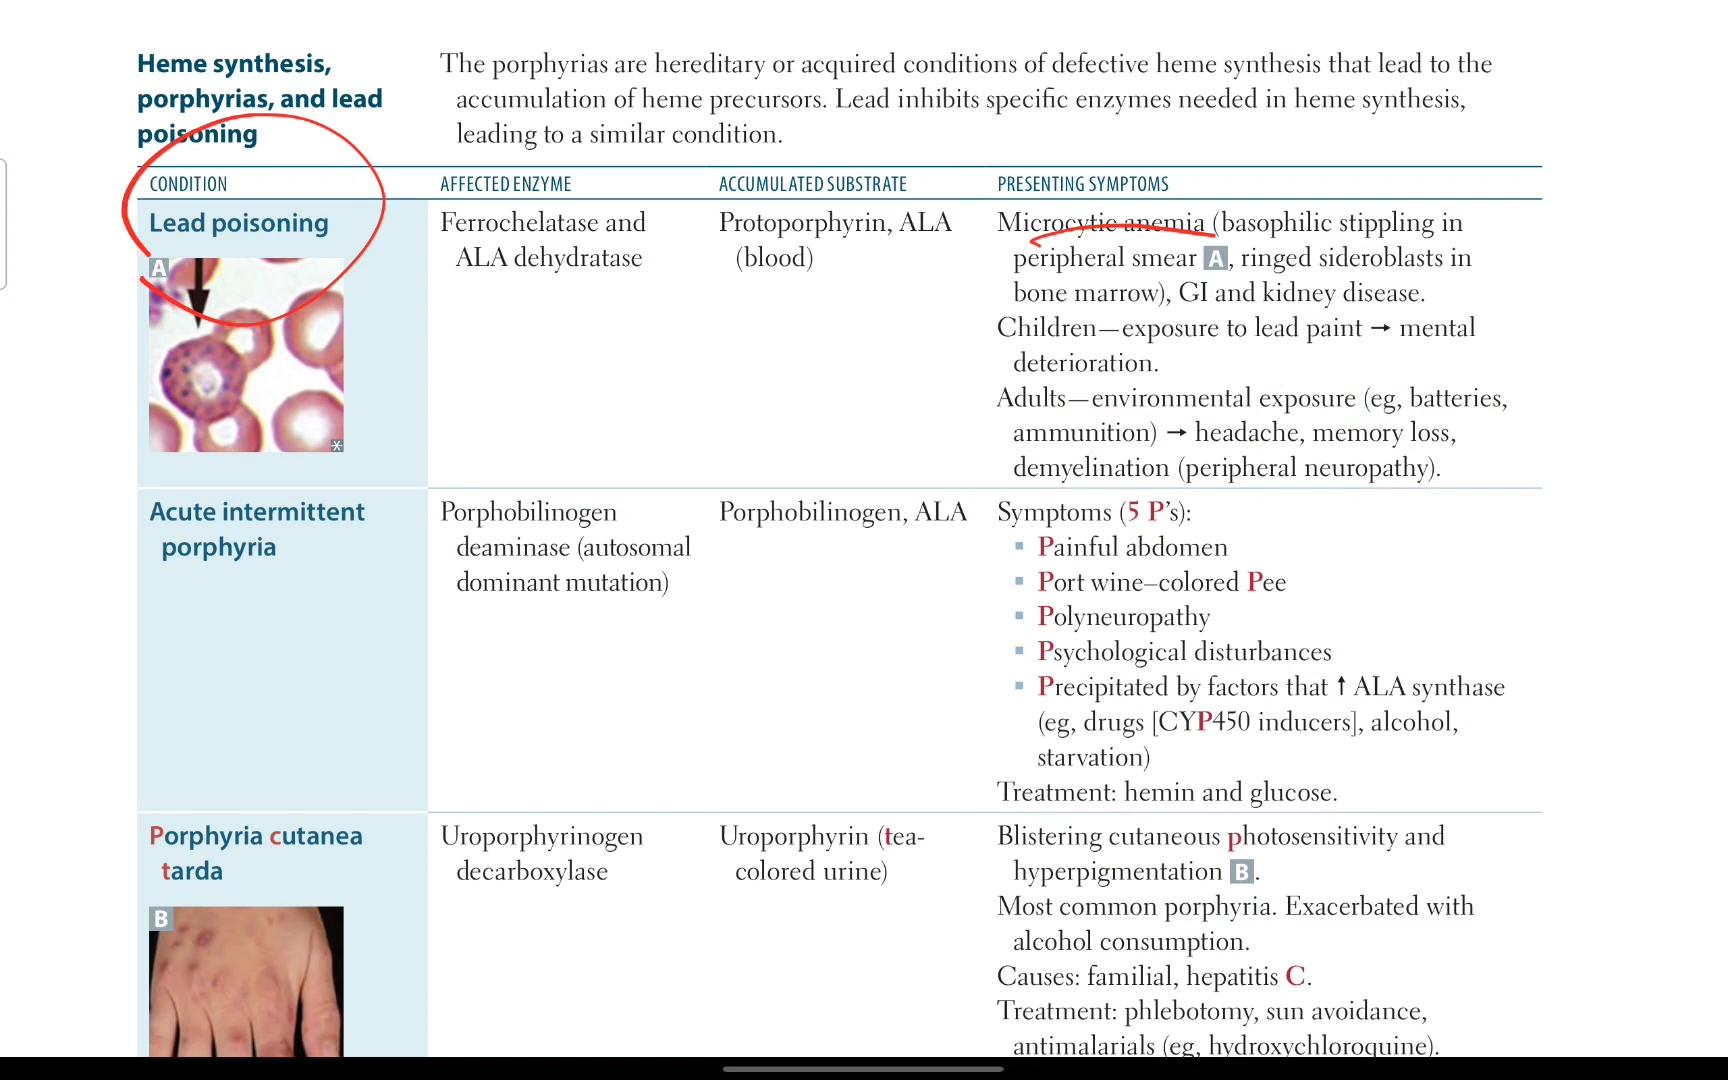 Heme synthesis,
porphyrias, and lead
poisoning
The porphyrias are hereditary or acquired conditions of defective heme synthesis that lead to the
accumulation of heme precursors. Lead inhibits specific enzymes needed in heme synthesis,
leading to a similar condition.
CONDITION
AFFECTED ENZYME
ACCUMULATED SUBSTRATE
PRESENTING SYMPTOMS
Lead poisoning
A
*
Ferrochelatase and
ALA dehydratase
Protoporphyrin, ALA
(blood)
Microcytic anemia (basophilic stippling in
peripheral smear A, ringed sideroblasts in
bone marrow), GI and kidney disease.
Children—exposure to lead paint → mental
deterioration.
Adults—environmental exposure (eg, batteries,
ammunition) → headache, memory loss,
demyelination (peripheral neuropathy).
Acute intermittent
porphyria
Porphobilinogen
deaminase (autosomal
dominant mutation)
Porphobilinogen, ALA
Symptoms (5 P's):
▪ Painful abdomen
▪ Port wine–colored Pee
▪ Polyneuropathy
▪ Psychological disturbances
▪ Precipitated by factors that ↑ ALA synthase
(eg, drugs [CYP450 inducers], alcohol,
starvation)
Treatment: hemin and glucose.
Porphyria cutanea
tarda
B
Uroporphyrinogen
decarboxylase
Uroporphyrin (tea-
colored urine)
Blistering cutaneous photosensitivity and
hyperpigmentation B.
Most common porphyria. Exacerbated with
alcohol consumption.
Causes: familial, hepatitis C.
Treatment: phlebotomy, sun avoidance,
antimalarials (eg, hydroxychloroquine).